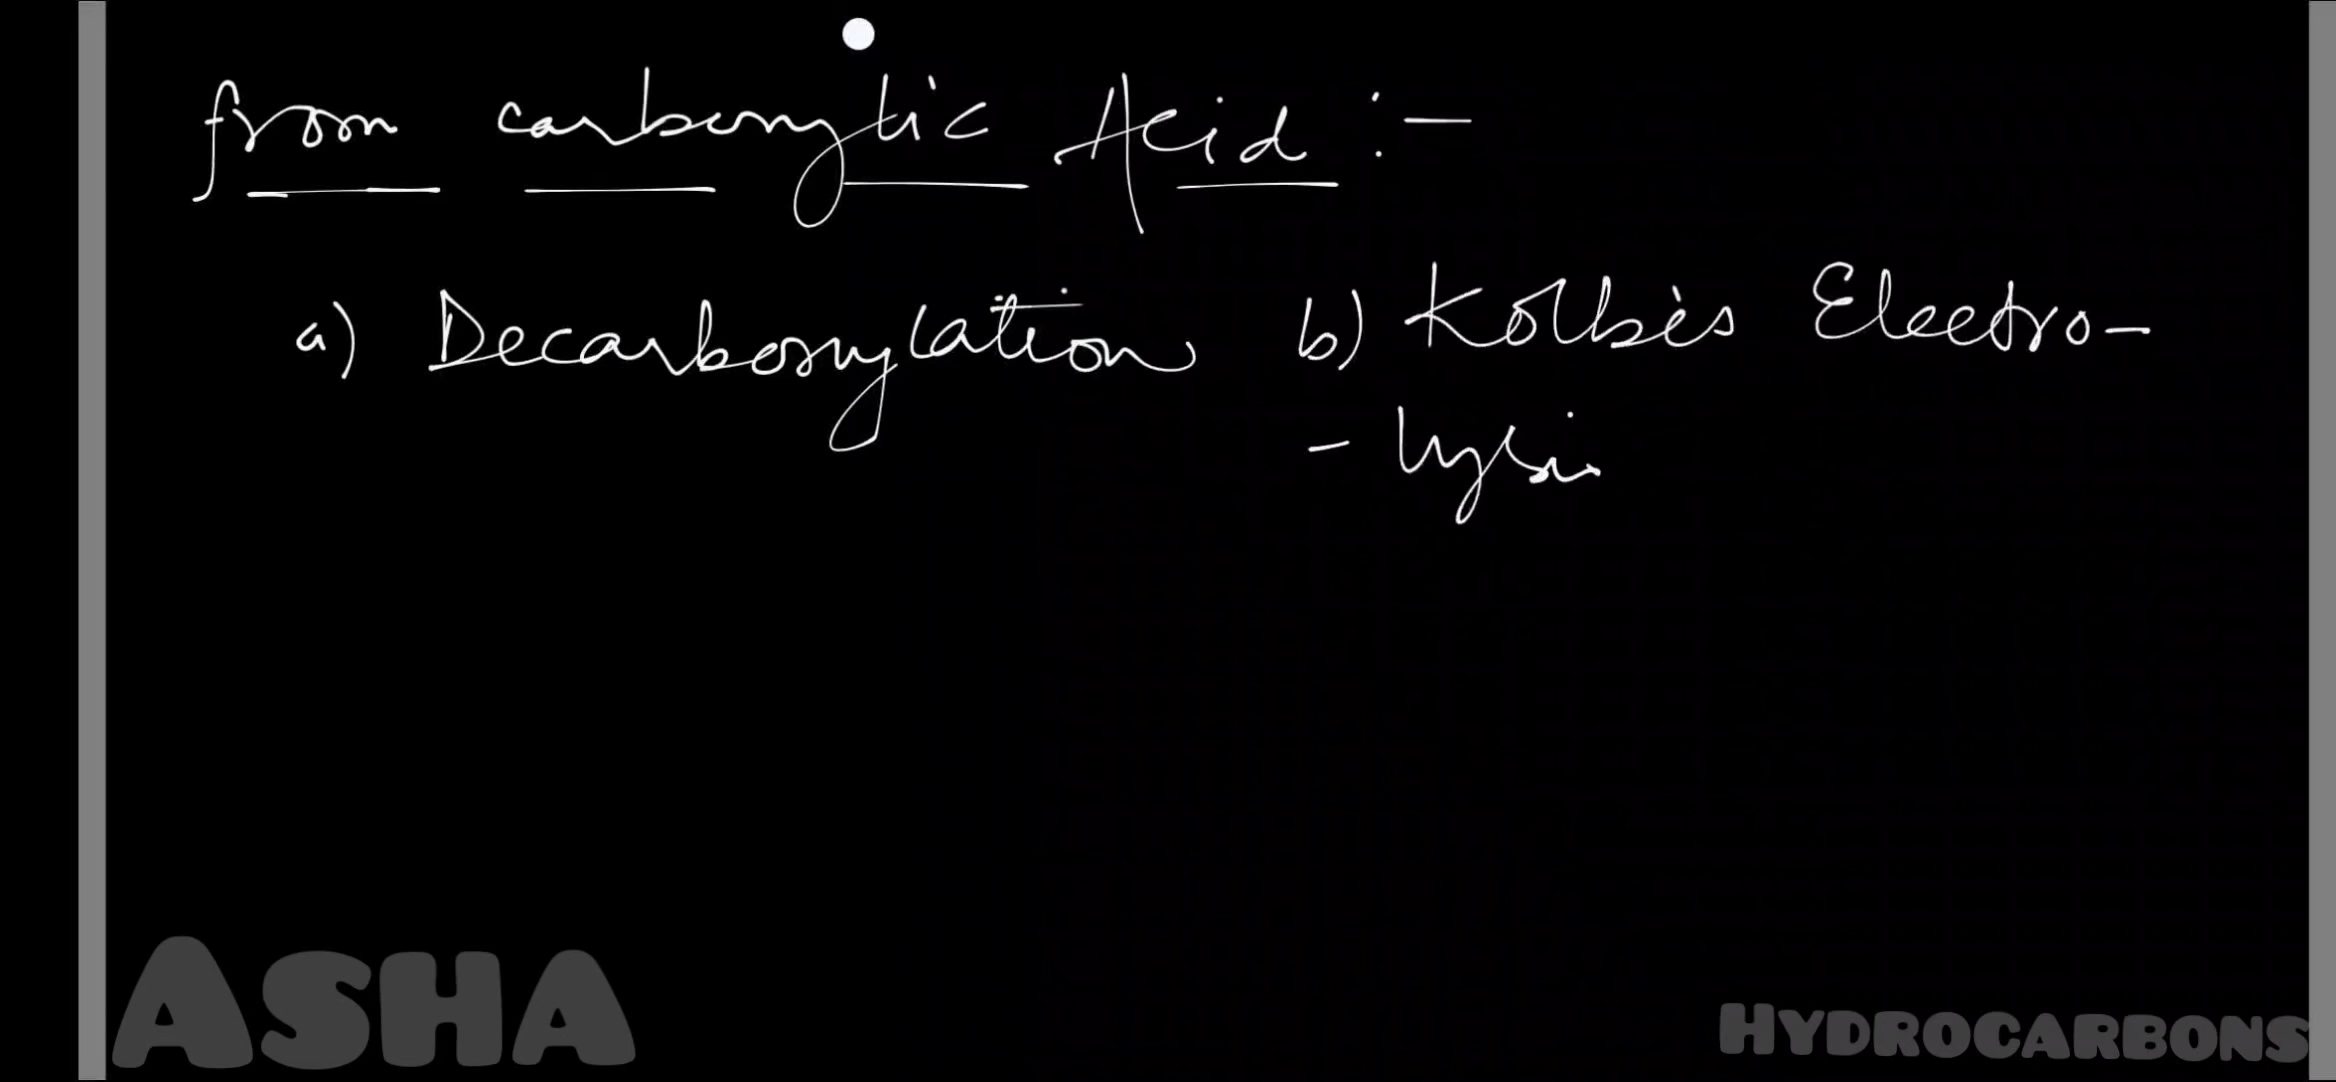 from carboxylic Acid :-
a) Decarboxylation b) Kolbe's Electro-
- lysis
ASHA
HYDROCARBONS